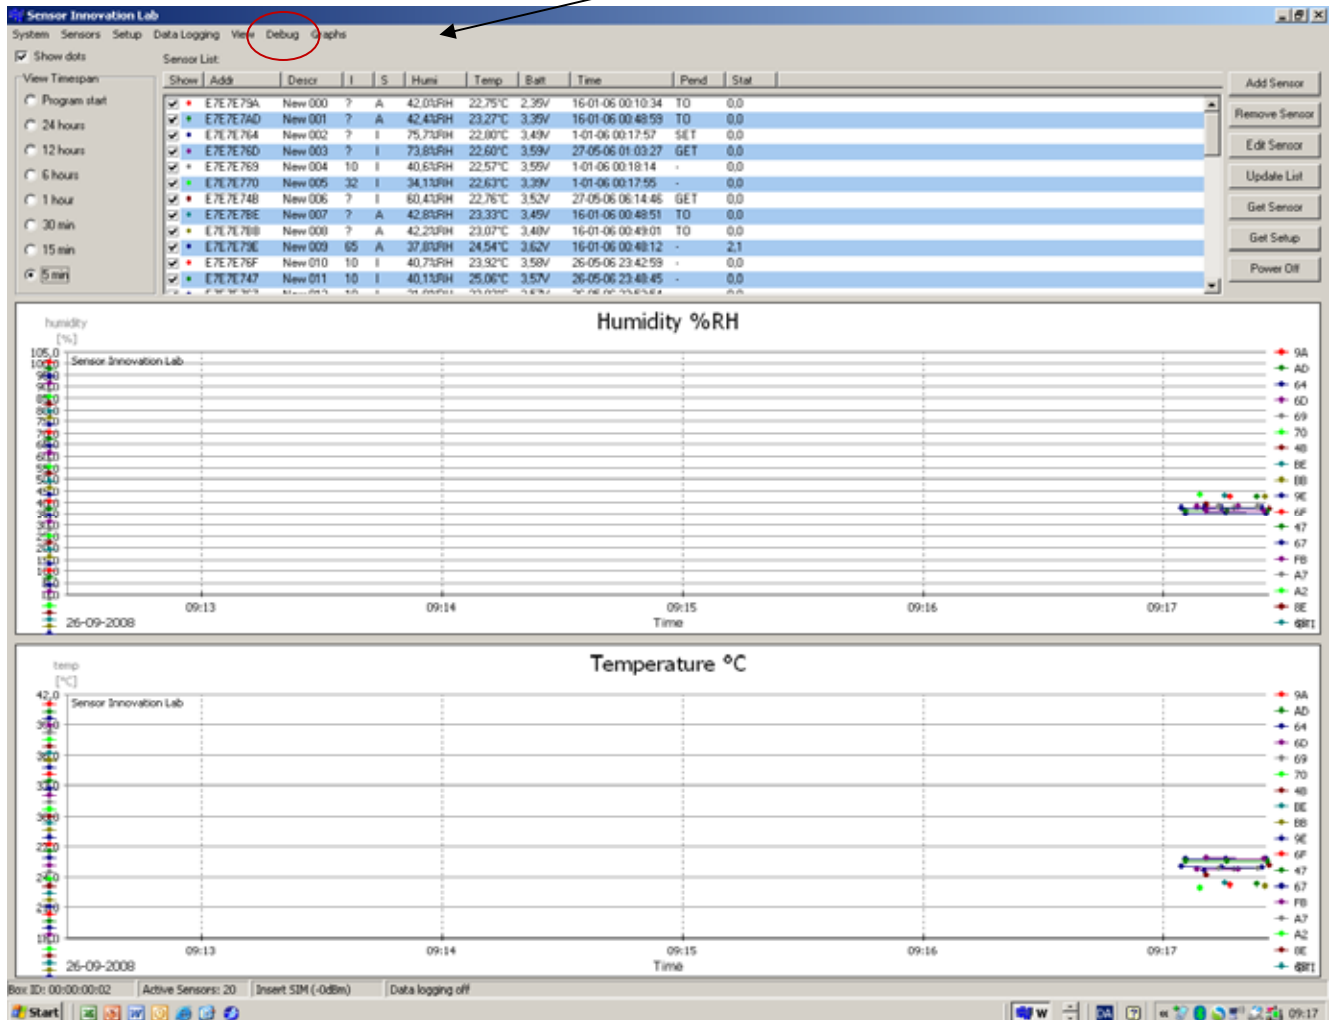 Sensor Innovation Lab
System Sensors Setup Data Logging View Debug Graphs
Show dots
Sensor List
View Timespan
Program start
24 hours
12 hours
6 hours
1 hour
30 min
15 min
5 min
Show Addr Descr I S Humi Temp Batt Time Pend Stat
E7E7E79A New 000 ? A 42,0%RH 22,75°C 2,35V 16-01-06 00:10:34 TO 0,0
E7E7E7AD New 001 ? A 42,4%RH 23,27°C 3,35V 16-01-06 00:48:59 TO 0,0
E7E7E764 New 002 ? I 75,7%RH 22,80°C 3,49V 1-01-06 00:17:57 SET 0,0
E7E7E76D New 003 ? I 73,8%RH 22,60°C 3,59V 27-05-06 01:03:27 GET 0,0
E7E7E769 New 004 10 I 40,6%RH 22,57°C 3,55V 1-01-06 00:18:14 - 0,0
E7E7E770 New 005 32 I 34,1%RH 22,63°C 3,39V 1-01-06 00:17:55 - 0,0
E7E7E74B New 006 ? I 60,4%RH 22,76°C 3,52V 27-05-06 06:14:46 GET 0,0
E7E7E7BE New 007 ? A 42,8%RH 23,33°C 3,45V 16-01-06 00:48:51 TO 0,0
E7E7E7BB New 008 ? A 42,2%RH 23,07°C 3,48V 16-01-06 00:49:01 TO 0,0
E7E7E79E New 009 65 A 37,8%RH 24,54°C 3,62V 16-01-06 00:48:12 - 2,1
E7E7E76F New 010 10 I 40,7%RH 23,92°C 3,58V 26-05-06 23:42:59 - 0,0
E7E7E747 New 011 10 I 40,1%RH 25,06°C 3,57V 26-05-06 23:48:45 - 0,0
Add Sensor
Remove Sensor
Edit Sensor
Update List
Get Sensor
Get Setup
Power Off
Humidity %RH
humidity
[%]
105,0
Sensor Innovation Lab
09:13 09:14 09:15 09:16 09:17
26-09-2008
Time
9A
AD
64
6D
69
70
4B
BE
BB
9E
6F
47
67
FB
A7
A2
8E
Temperature °C
temp
[°C]
42,0
Sensor Innovation Lab
09:13 09:14 09:15 09:16 09:17
26-09-2008
Time
9A
AD
64
6D
69
70
4B
BE
BB
9E
6F
47
67
FB
A7
A2
8E
Box ID: 00:00:00:02 Active Sensors: 20 Insert SIM (-0dBm) Data logging off
Start
W DA 09:17